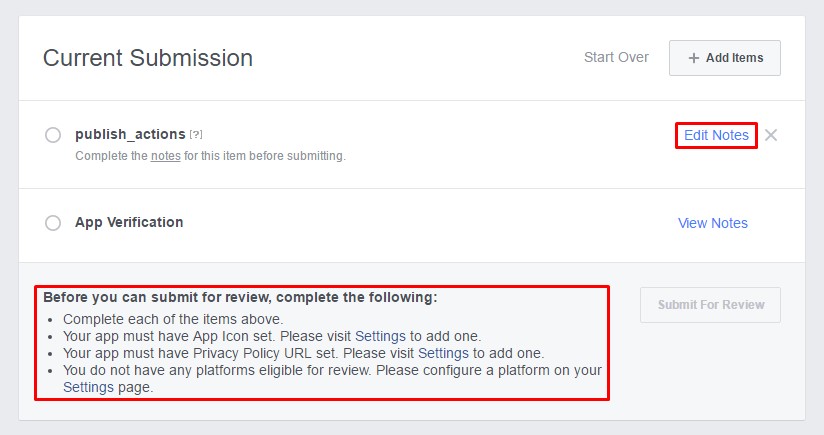 Current Submission
Start Over
+ Add Items
publish_actions [?]
Edit Notes
Complete the notes for this item before submitting.
App Verification
View Notes
Before you can submit for review, complete the following:
Submit For Review
• Complete each of the items above.
• Your app must have App Icon set. Please visit Settings to add one.
• Your app must have Privacy Policy URL set. Please visit Settings to add one.
• You do not have any platforms eligible for review. Please configure a platform on your
Settings page.